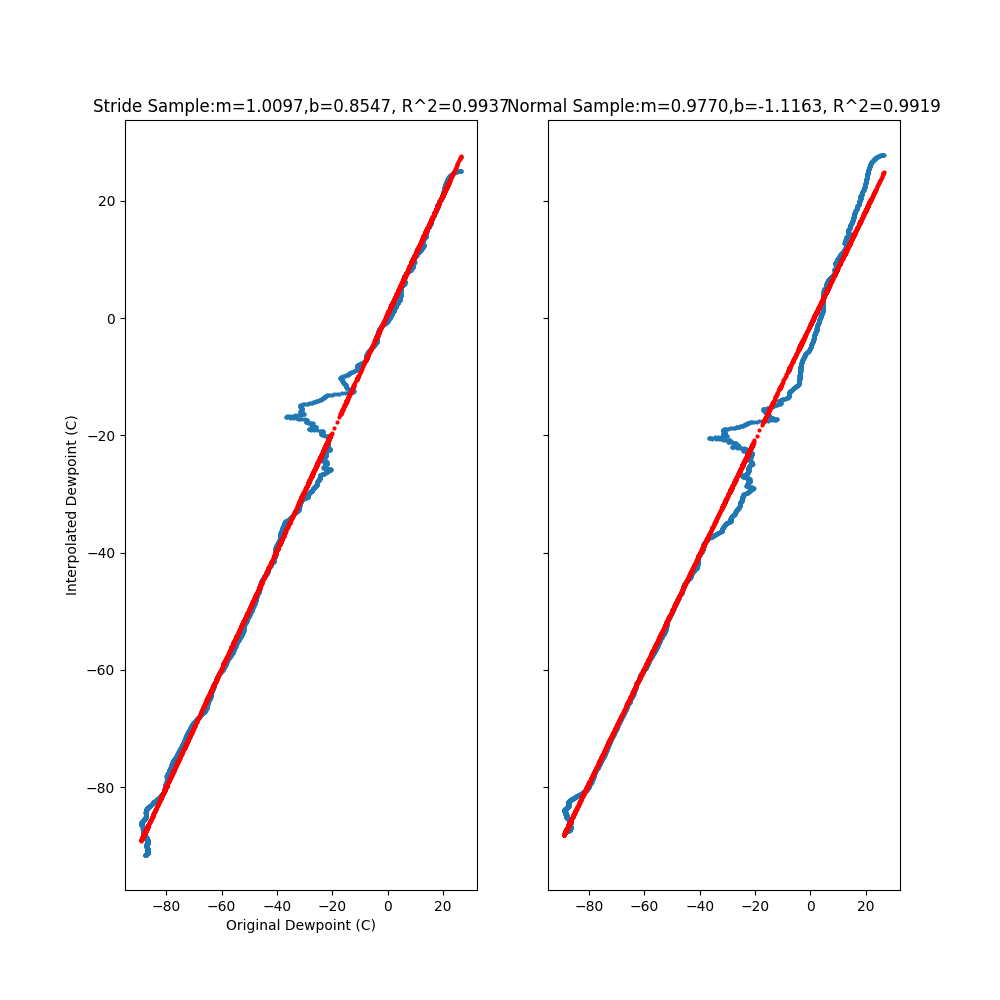 Stride Sample:m=1.0097,b=0.8547, R^2=0.9937
Normal Sample:m=0.9770,b=-1.1163, R^2=0.9919
20
0
−20
−40
−60
−80
Interpolated Dewpoint (C)
−80 −60 −40 −20 0 20
−80 −60 −40 −20 0 20
Original Dewpoint (C)